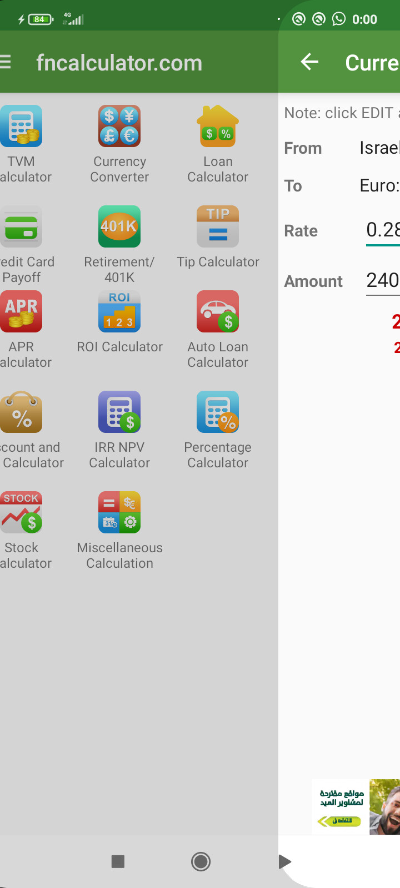 84
4G
0:00
fncalculator.com
Curre
Note: click EDIT a
From
Israel
To
Euro:
Rate
0.28
Amount
240
2
2
TVM
alculator
Currency
Converter
Loan
Calculator
edit Card
Payoff
401K
Retirement/
401K
TIP
Tip Calculator
APR
APR
alculator
ROI
1 2 3
ROI Calculator
Auto Loan
Calculator
count and
Calculator
IRR NPV
Calculator
Percentage
Calculator
STOCK
Stock
alculator
Miscellaneous
Calculation
مواقع مقترحة
لمشاوير العيد